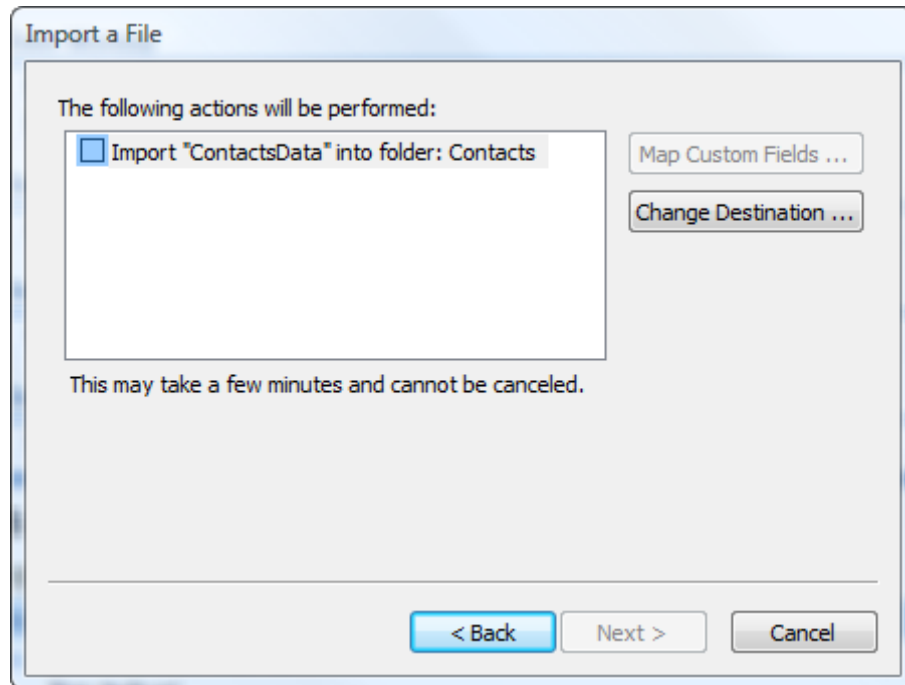 Import a File
The following actions will be performed:
Import "ContactsData" into folder: Contacts
Map Custom Fields ...
Change Destination ...
This may take a few minutes and cannot be canceled.
< Back
Next >
Cancel